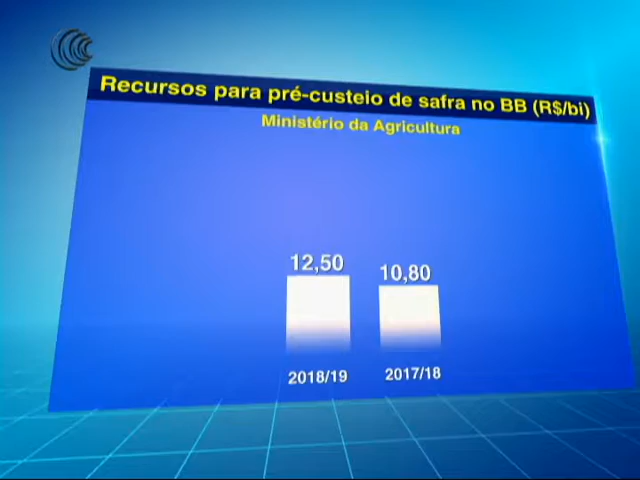 Recursos para pré-custeio de safra no BB (R$/bi)
Ministério da Agricultura
12,50 10,80
2018/19 2017/18